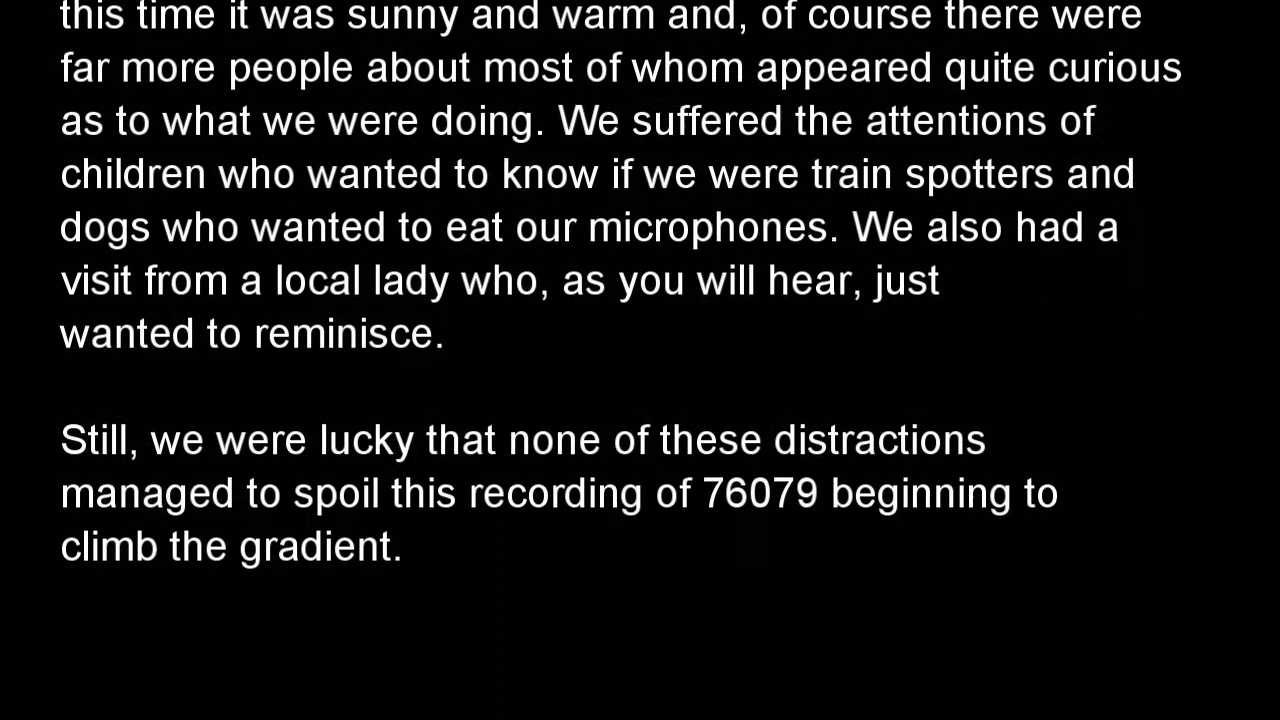 this time it was sunny and warm and, of course there were
far more people about most of whom appeared quite curious
as to what we were doing. We suffered the attentions of
children who wanted to know if we were train spotters and
dogs who wanted to eat our microphones. We also had a
visit from a local lady who, as you will hear, just
wanted to reminisce.
Still, we were lucky that none of these distractions
managed to spoil this recording of 76079 beginning to
climb the gradient.